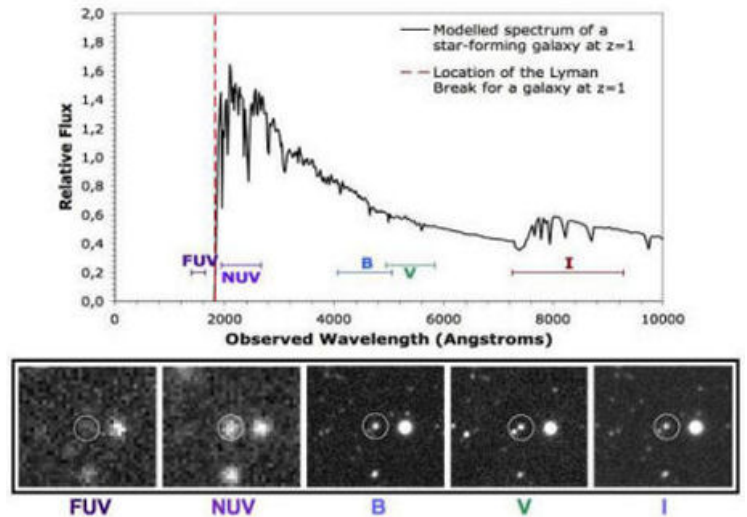 2,0
1,8
1,6
1,4
1,2
1,0
0,8
0,6
0,4
0,2
0,0
Relative Flux
Modelled spectrum of a
star-forming galaxy at z=1
Location of the Lyman
Break for a galaxy at z=1
FUV
NUV
B
V
I
0 2000 4000 6000 8000 10000
Observed Wavelength (Angstroms)
FUV NUV B V I